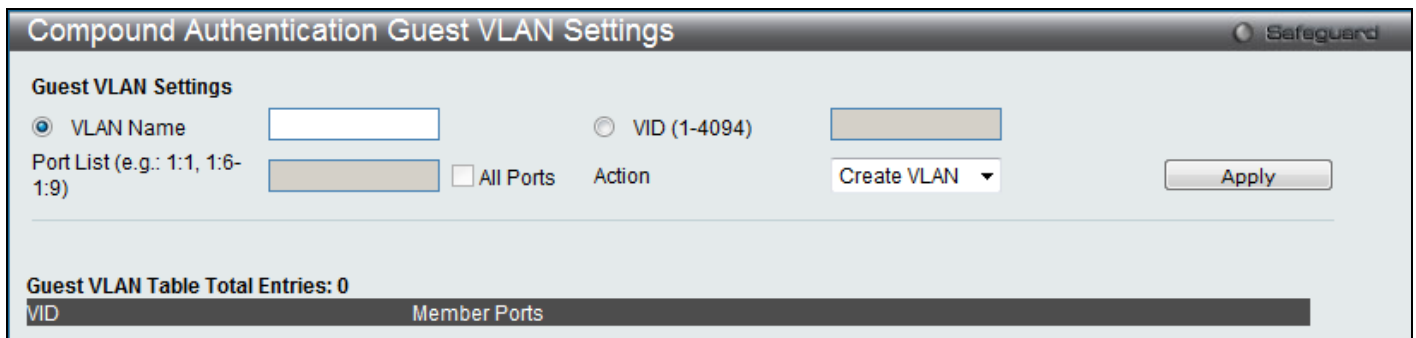 Compound Authentication Guest VLAN Settings
Safeguard
Guest VLAN Settings
VLAN Name
VID (1-4094)
Port List (e.g.: 1:1, 1:6-
1:9)
All Ports
Action
Create VLAN
Apply
Guest VLAN Table Total Entries: 0
VID Member Ports